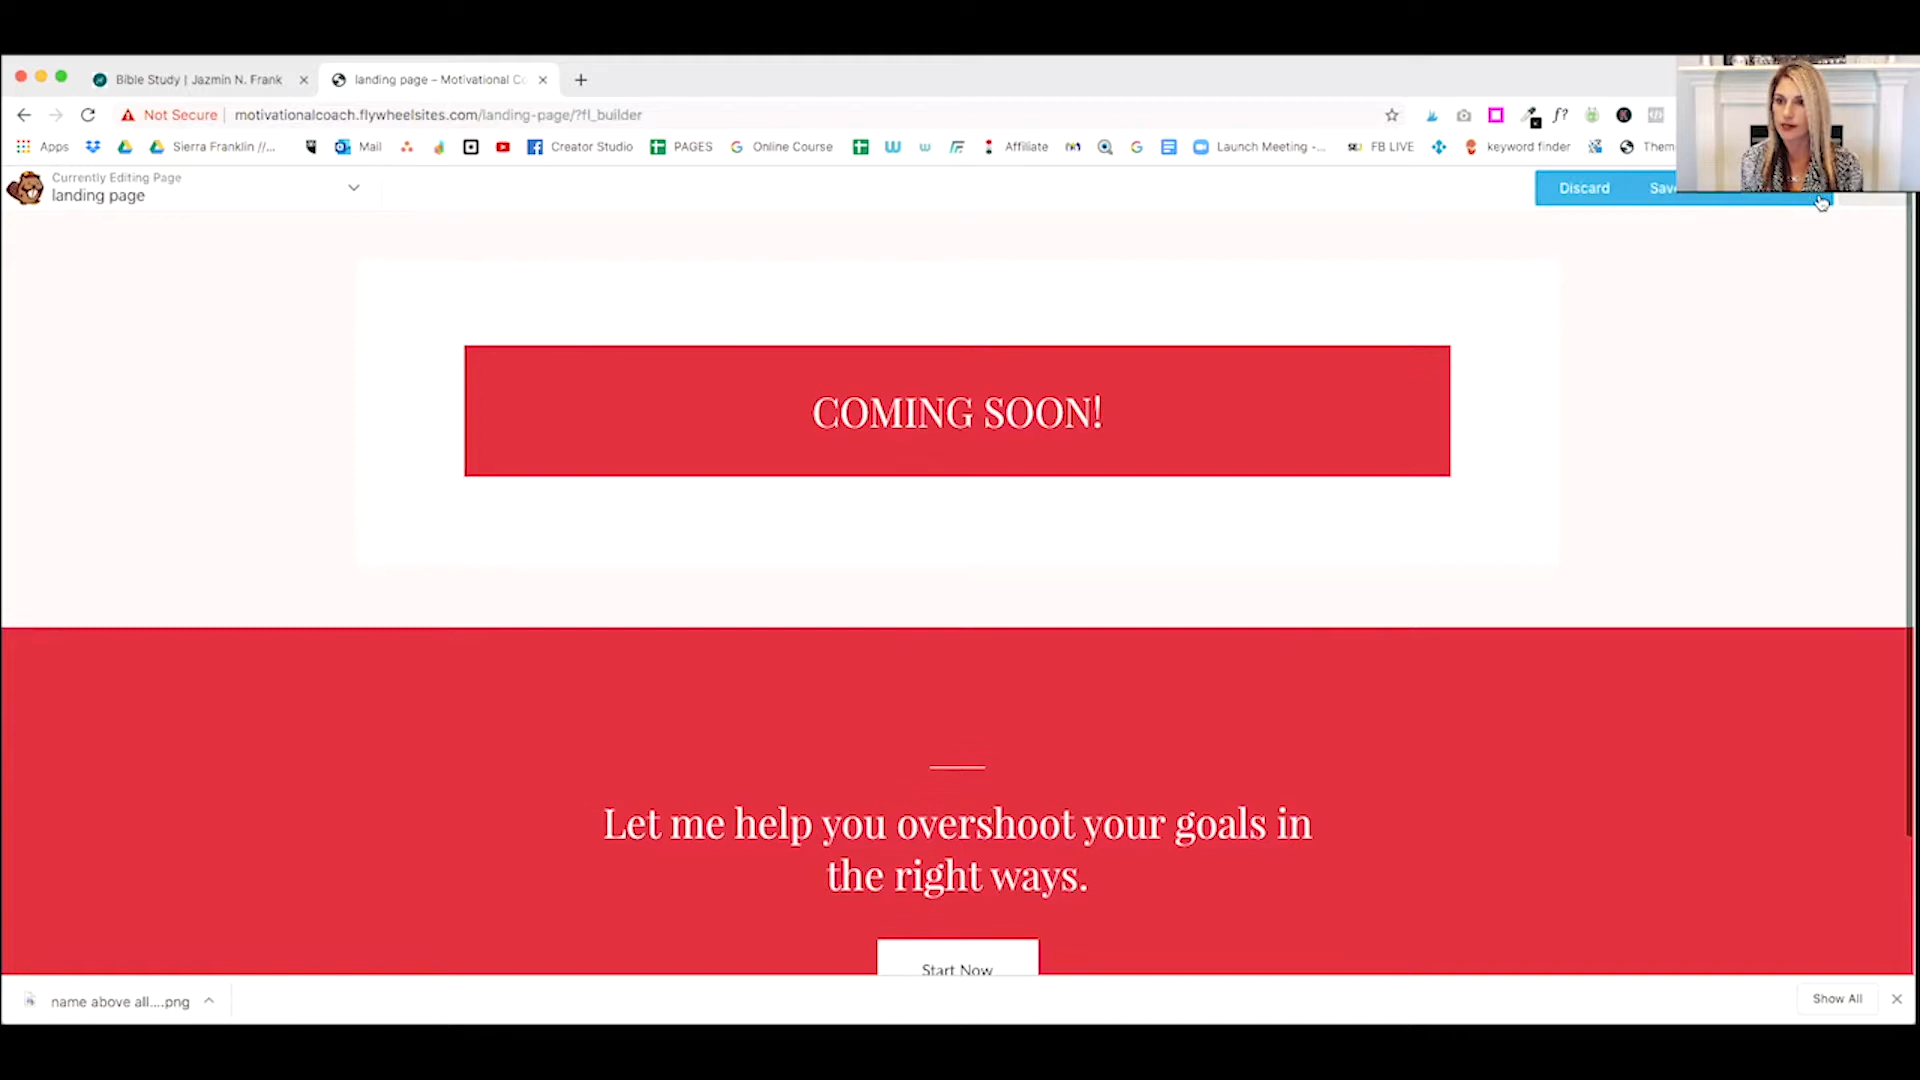 Bible Study | Jazmin N. Frank
landing page – Motivational Co
Not Secure
motivationalcoach.flywheelsites.com/landing-page/?fl_builder
f?
Apps
Sierra Franklin //...
Mail
Creator Studio
PAGES
Online Course
Affiliate
Launch Meeting -...
FB LIVE
keyword finder
Them
Currently Editing Page
landing page
Discard
Save
COMING SOON!
Let me help you overshoot your goals in
the right ways.
Start Now
name above all....png
Show All